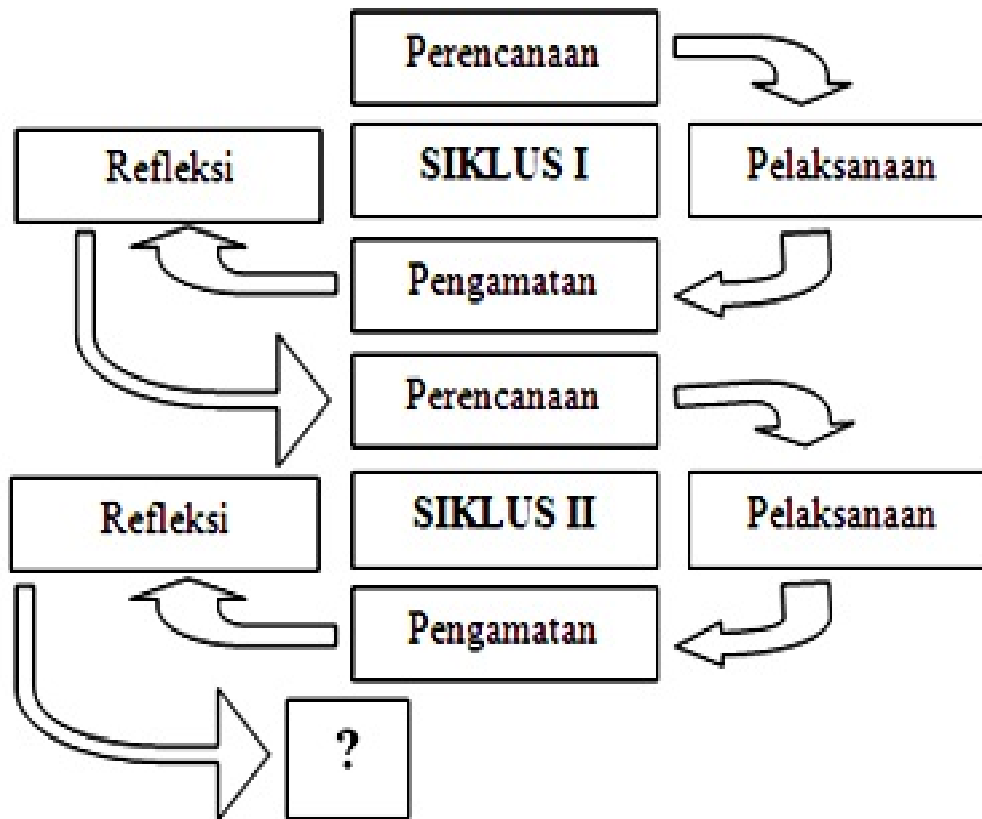 Perencanaan
Refleksi
SIKLUS I
Pelaksanaan
Pengamatan
Perencanaan
Refleksi
SIKLUS II
Pelaksanaan
Pengamatan
?